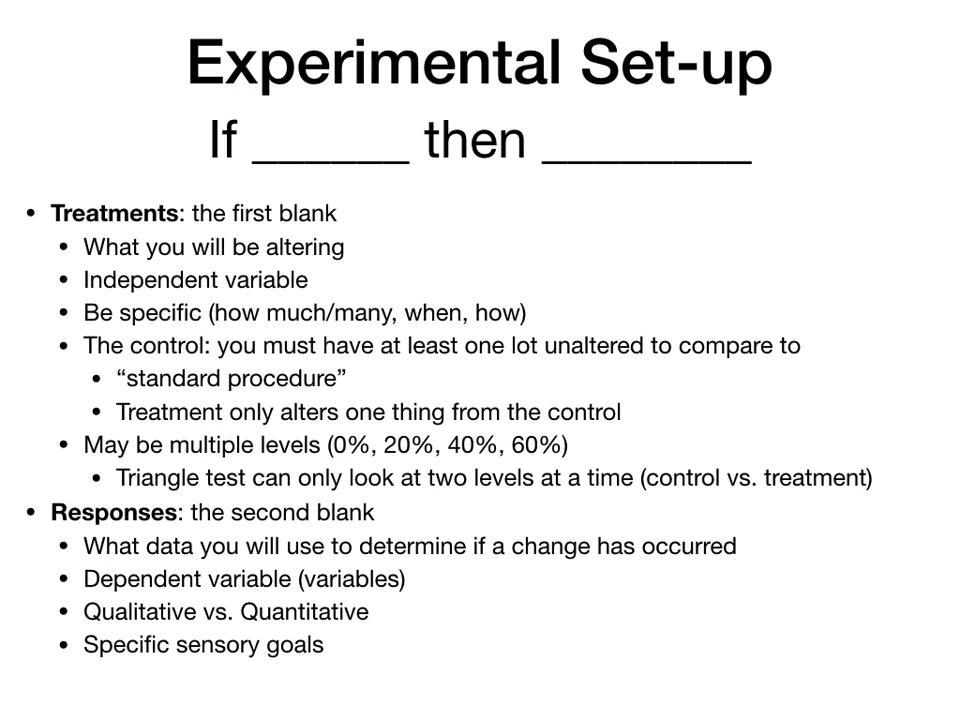 Experimental Set-up
If ______ then ________
• Treatments: the first blank
• What you will be altering
• Independent variable
• Be specific (how much/many, when, how)
• The control: you must have at least one lot unaltered to compare to
• “standard procedure”
• Treatment only alters one thing from the control
• May be multiple levels (0%, 20%, 40%, 60%)
• Triangle test can only look at two levels at a time (control vs. treatment)
• Responses: the second blank
• What data you will use to determine if a change has occurred
• Dependent variable (variables)
• Qualitative vs. Quantitative
• Specific sensory goals